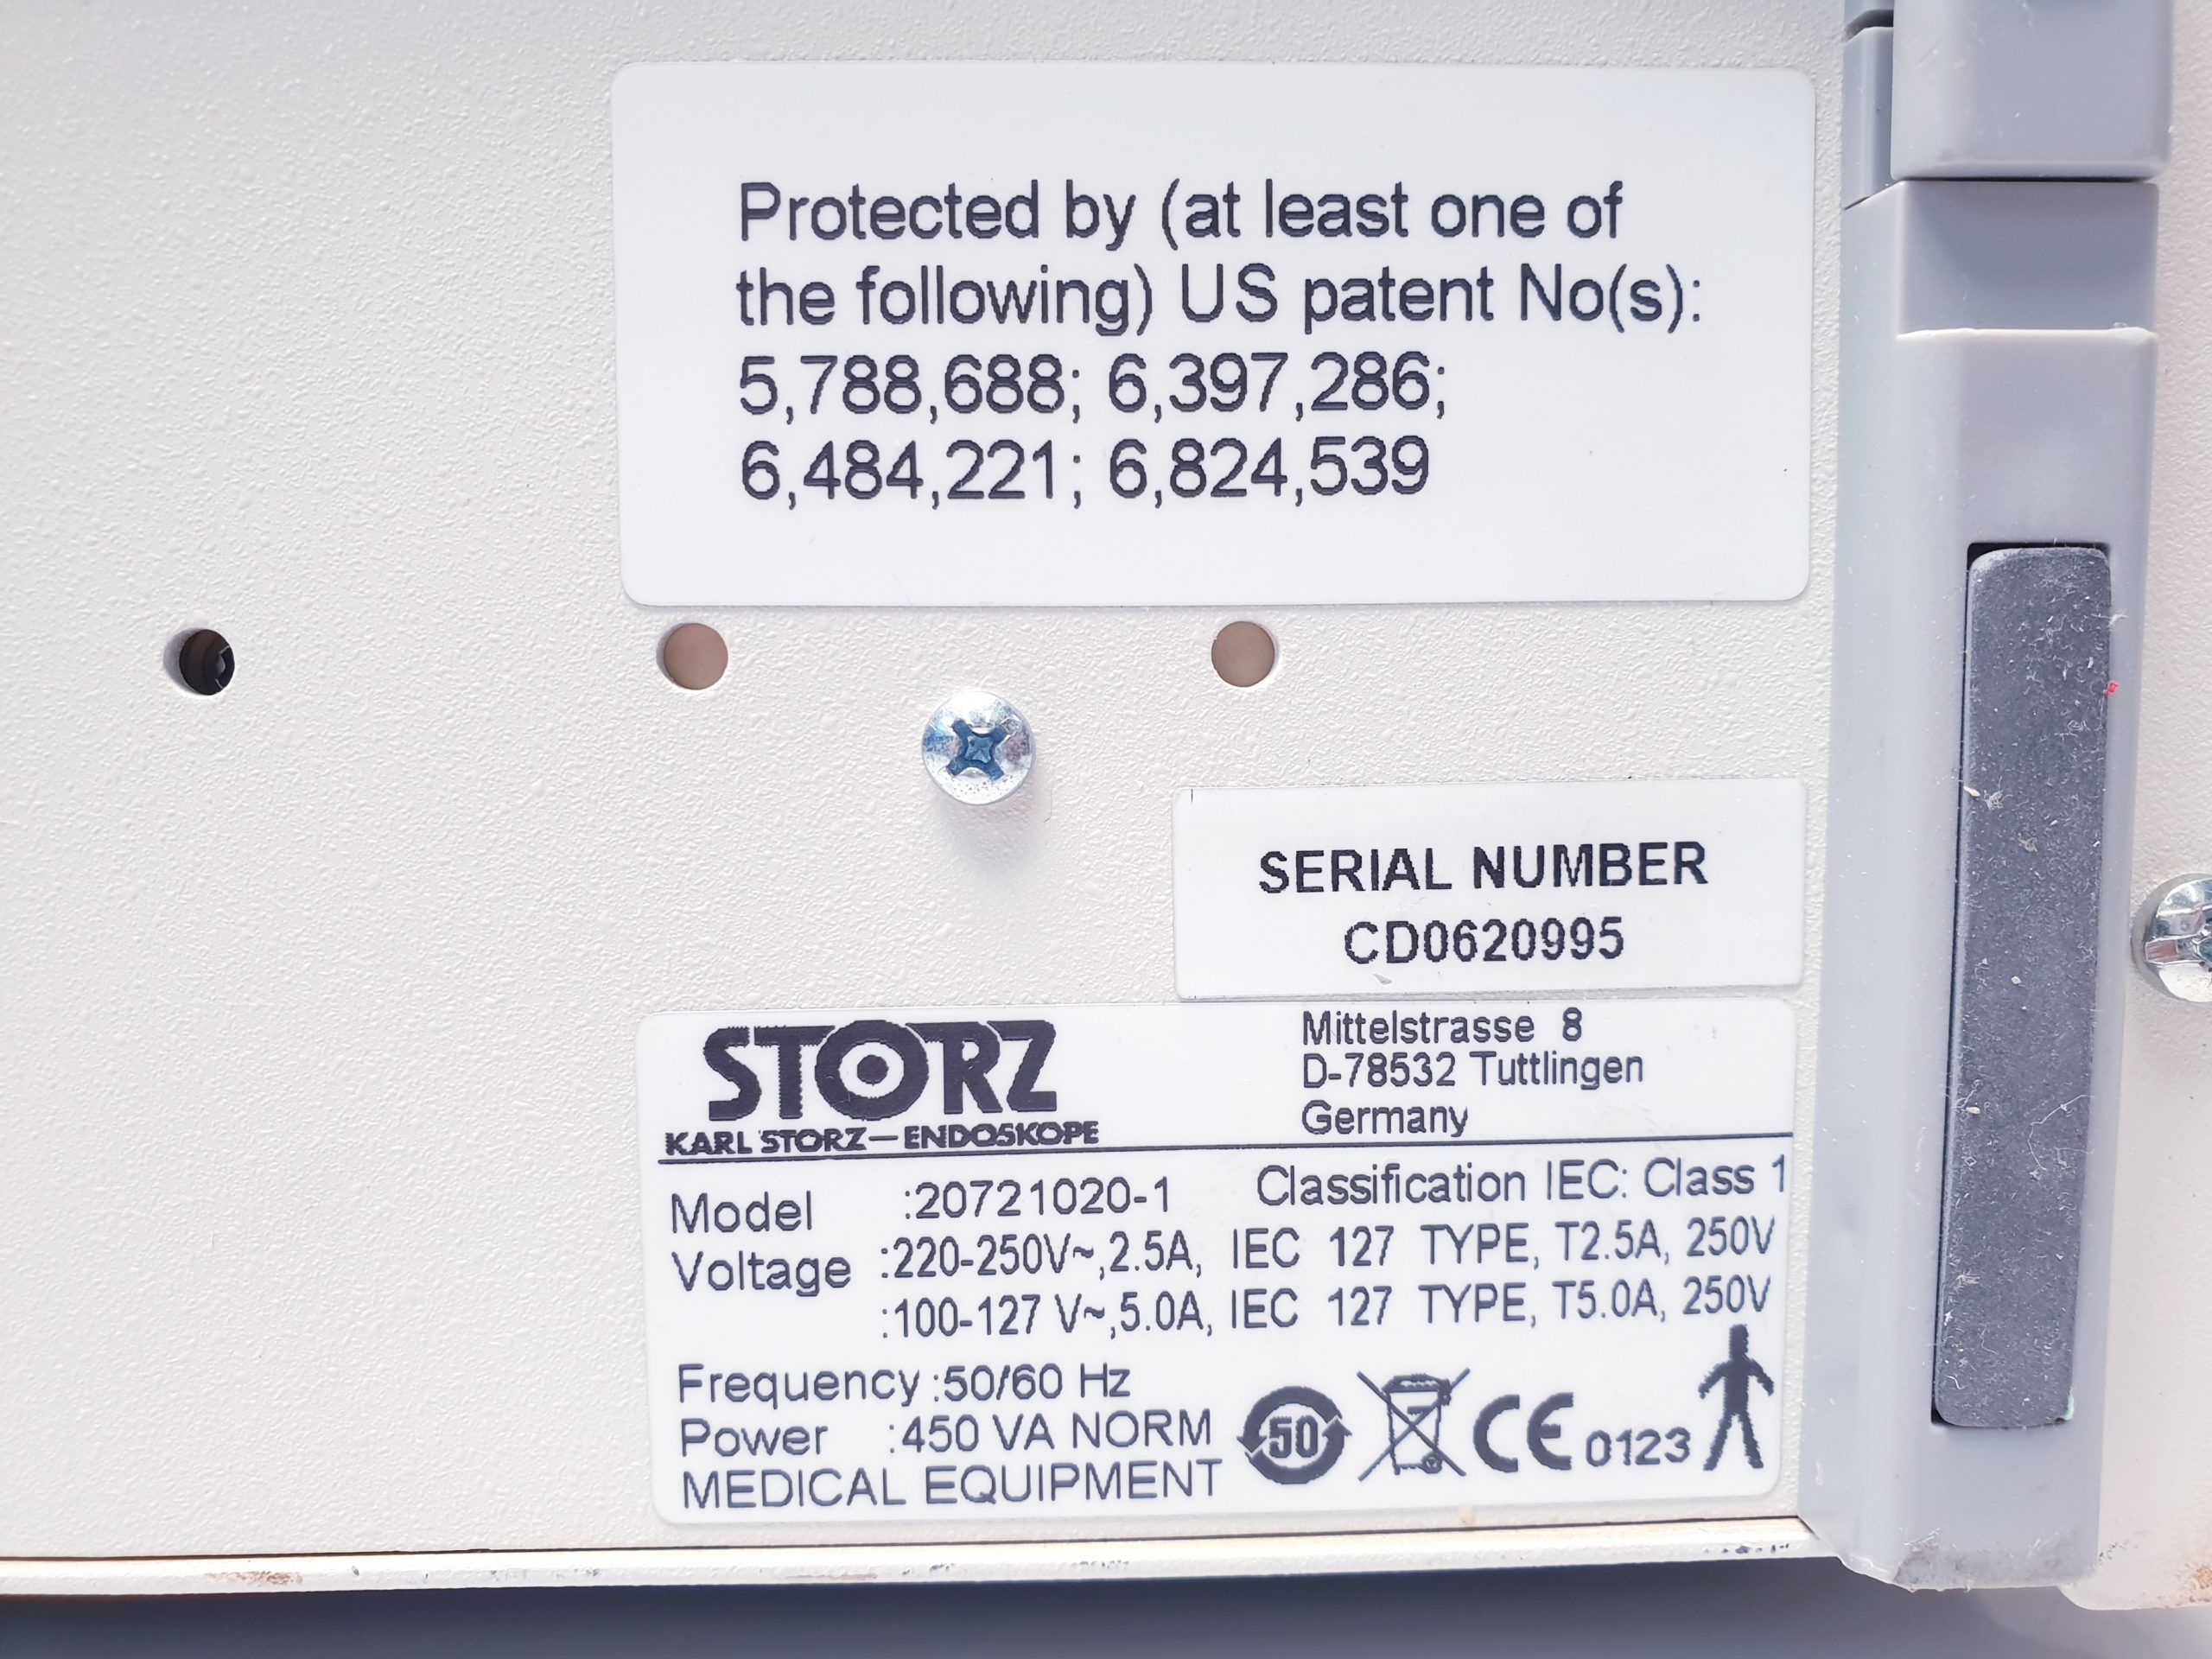 Protected by (at least one of
the following) US patent No(s):
5,788,688; 6,397,286;
6,484,221; 6,824,539
SERIAL NUMBER
CD0620995
STORZ
KARL STORZ—ENDOSKOPE
Mittelstrasse 8
D-78532 Tuttlingen
Germany
Model :20721020-1 Classification IEC: Class 1
Voltage :220-250V~,2.5A, IEC 127 TYPE, T2.5A, 250V
:100-127 V~,5.0A, IEC 127 TYPE, T5.0A, 250V
Frequency :50/60 Hz
Power :450 VA NORM
MEDICAL EQUIPMENT
50 CE 0123